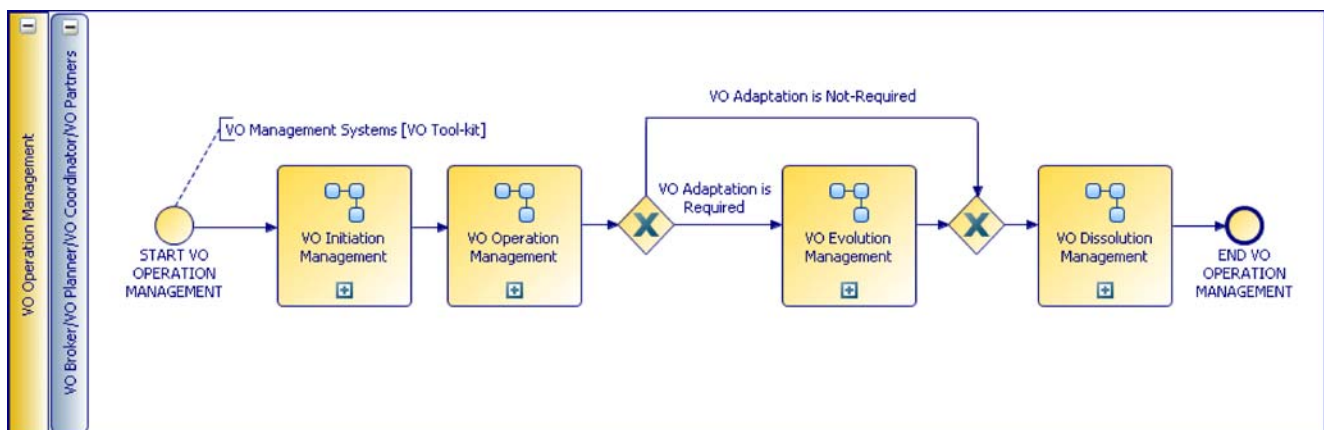 VO Operation Management
VO Broker/VO Planner/VO Coordinator/VO Partners
VO Adaptation is Not-Required
VO Management Systems [VO Tool-kit]
START VO
OPERATION
MANAGEMENT
VO Initiation
Management
VO Operation
Management
VO Adaptation is
Required
VO Evolution
Management
VO Dissolution
Management
END VO
OPERATION
MANAGEMENT